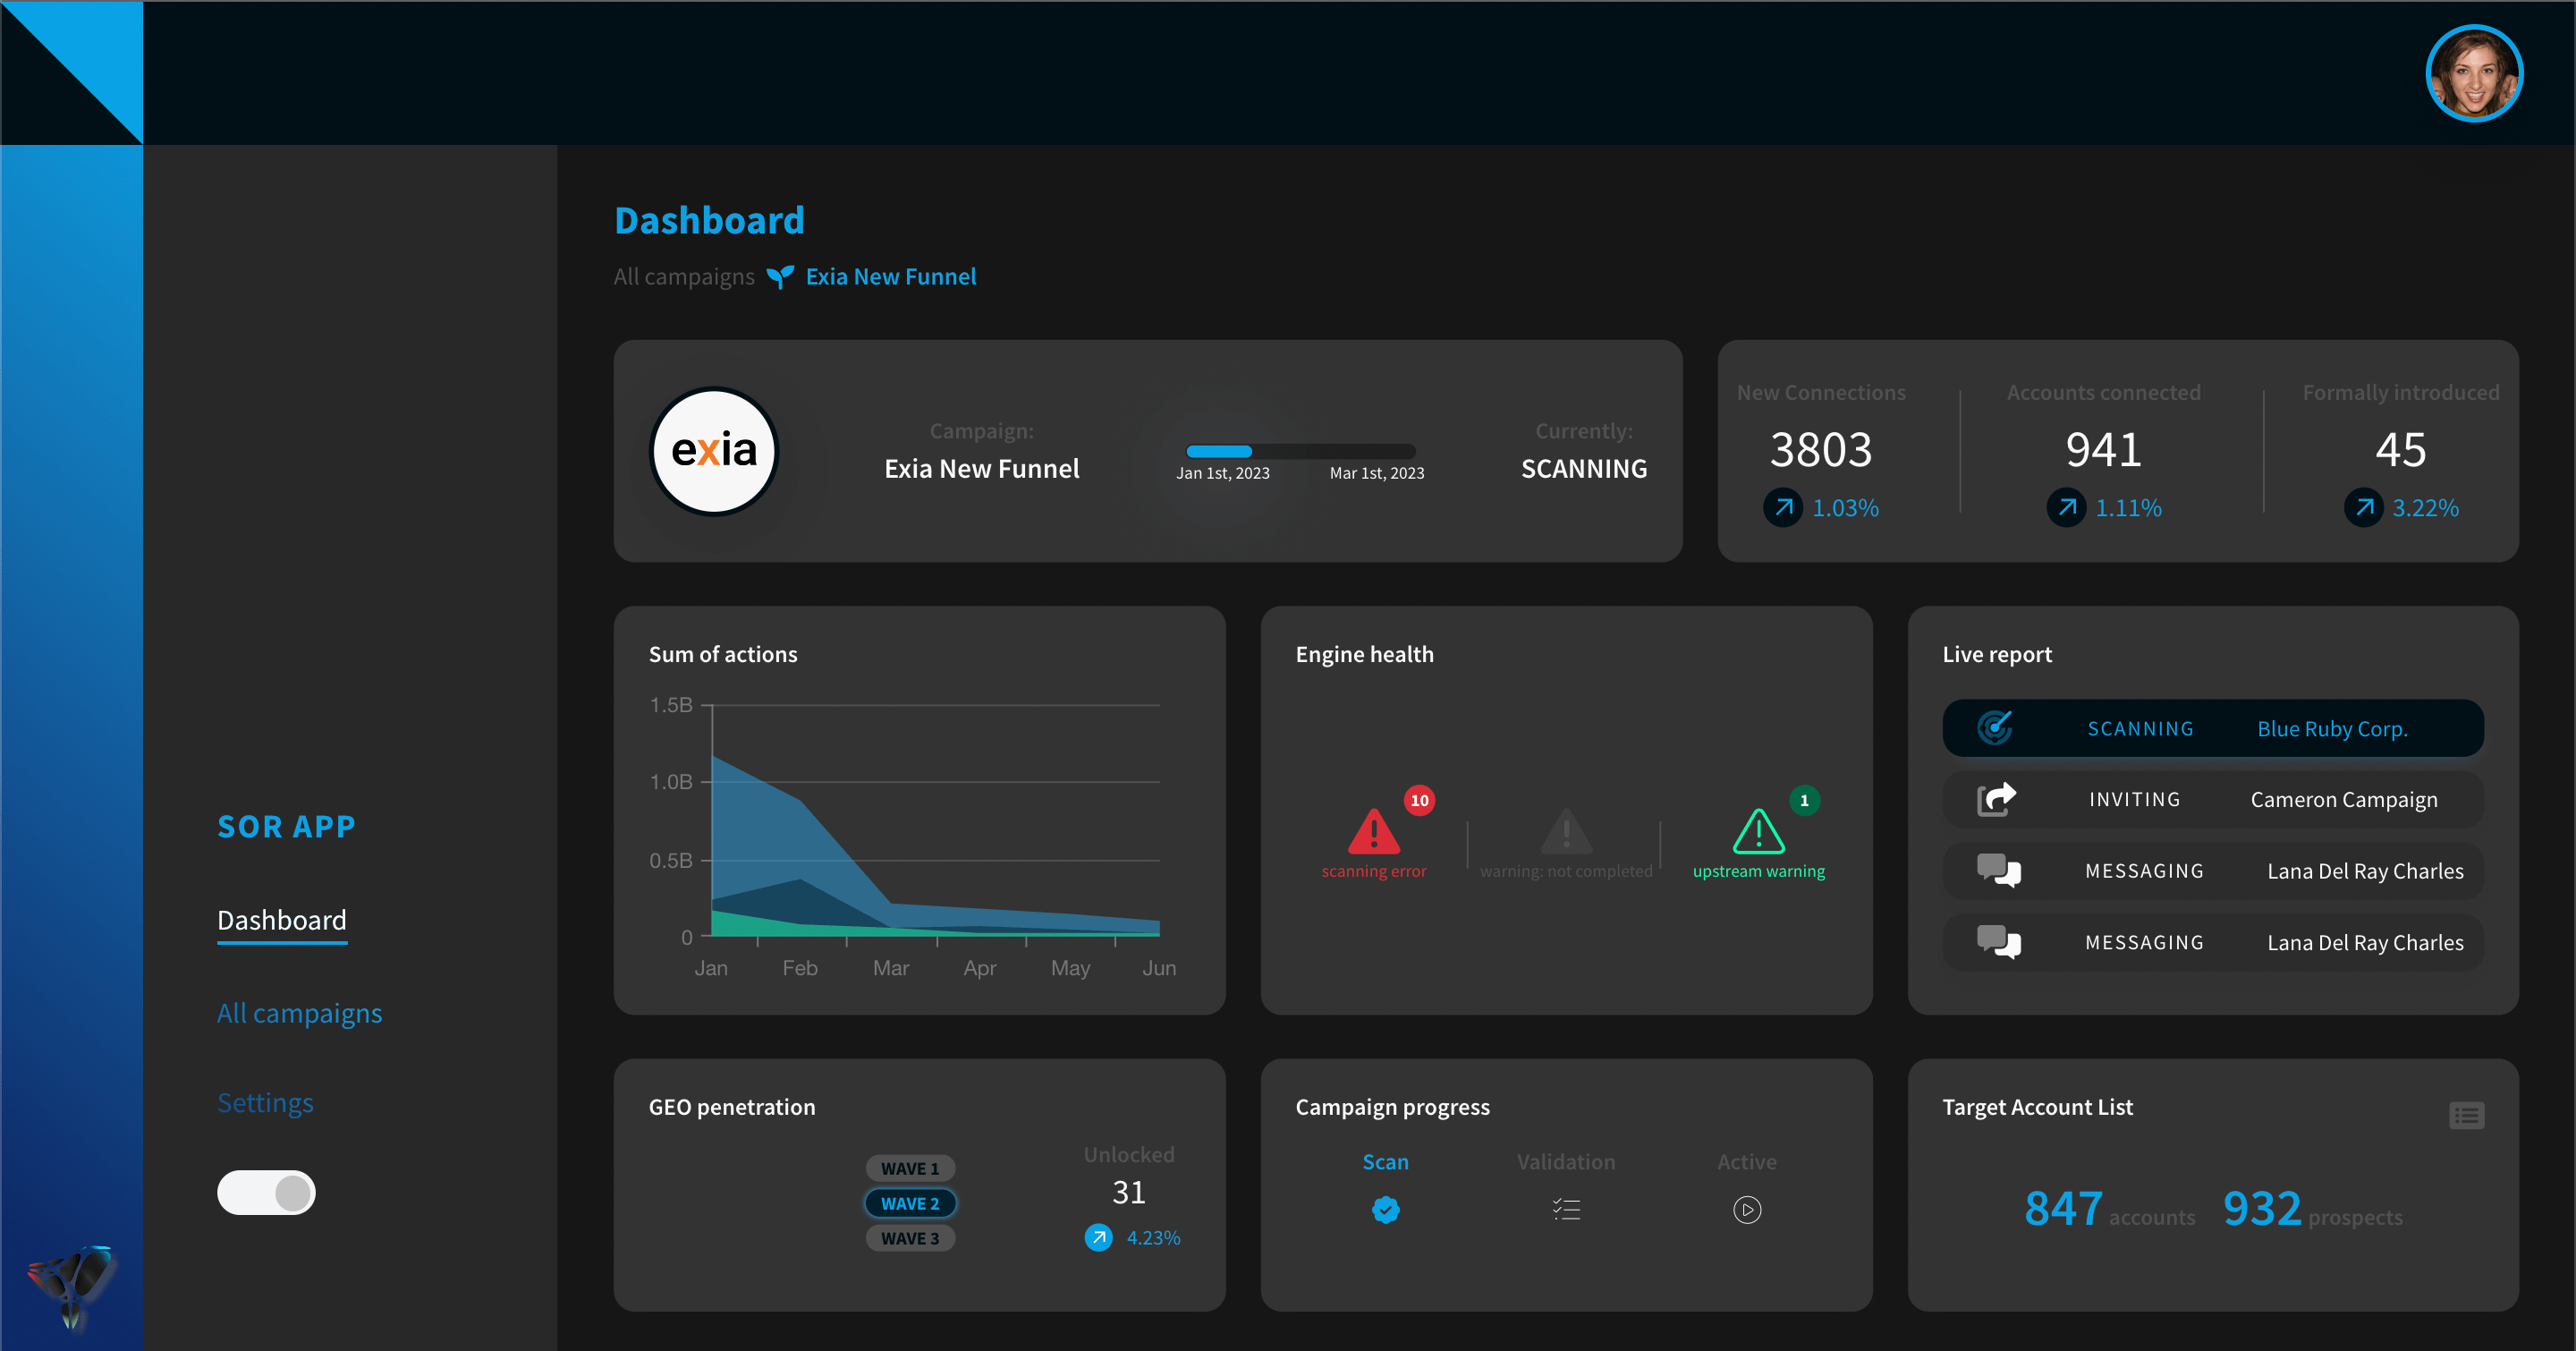 Dashboard
All campaigns Exia New Funnel
exia
Campaign:
Exia New Funnel
Jan 1st, 2023 Mar 1st, 2023
Currently:
SCANNING
New Connections
3803
1.03%
Accounts connected
941
1.11%
Formally introduced
45
3.22%
SOR APP
Dashboard
All campaigns
Settings
Sum of actions
1.5B
1.0B
0.5B
0
Jan Feb Mar Apr May Jun
Engine health
10
scanning error
warning: not completed
1
upstream warning
Live report
SCANNING Blue Ruby Corp.
INVITING Cameron Campaign
MESSAGING Lana Del Ray Charles
MESSAGING Lana Del Ray Charles
GEO penetration
WAVE 1
WAVE 2
WAVE 3
Unlocked
31
4.23%
Campaign progress
Scan Validation Active
Target Account List
847 accounts 932 prospects